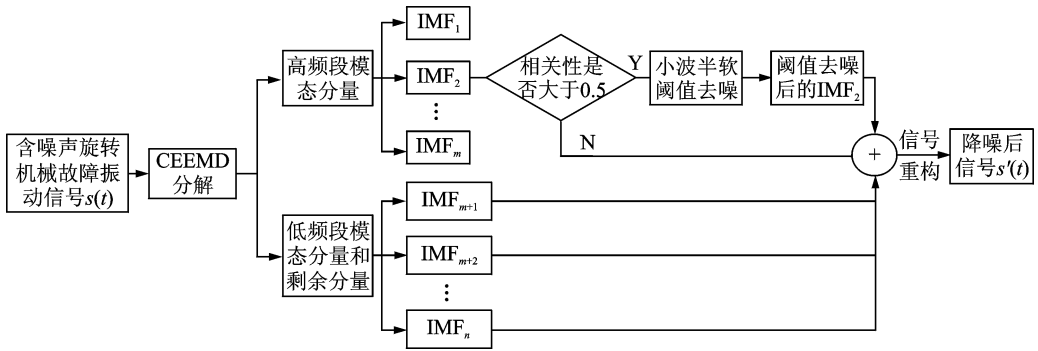 含噪声旋转
机械故障振
动信号s(t)
CEEMD
分解
高频段模
态分量
IMF₁
IMF₂
⋮
IMFₘ
相关性是
否大于0.5
Y
N
小波半软
阈值去噪
阈值去噪
后的IMF₂
低频段模
态分量和
剩余分量
IMFₘ₊₁
IMFₘ₊₂
⋮
IMFₙ
+
信号
重构
降噪后
信号s′(t)